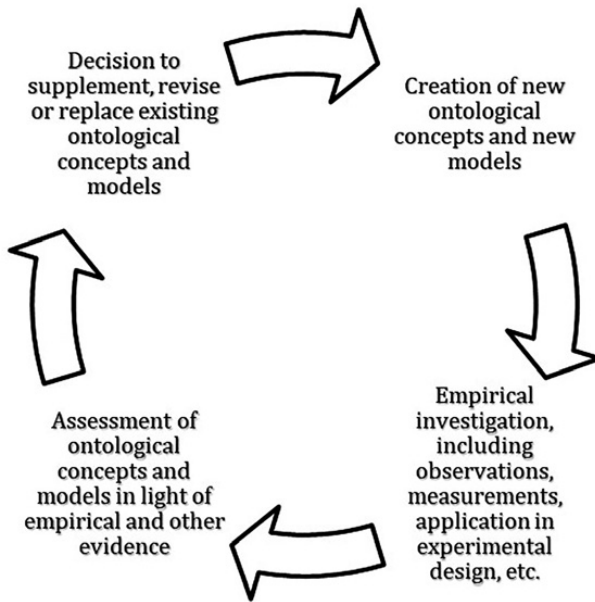 Decision to
supplement, revise
or replace existing
ontological
concepts and
models
Creation of new
ontological
concepts and new
models
Empirical
investigation,
including
observations,
measurements,
application in
experimental
design, etc.
Assessment of
ontological
concepts and
models in light of
empirical and other
evidence